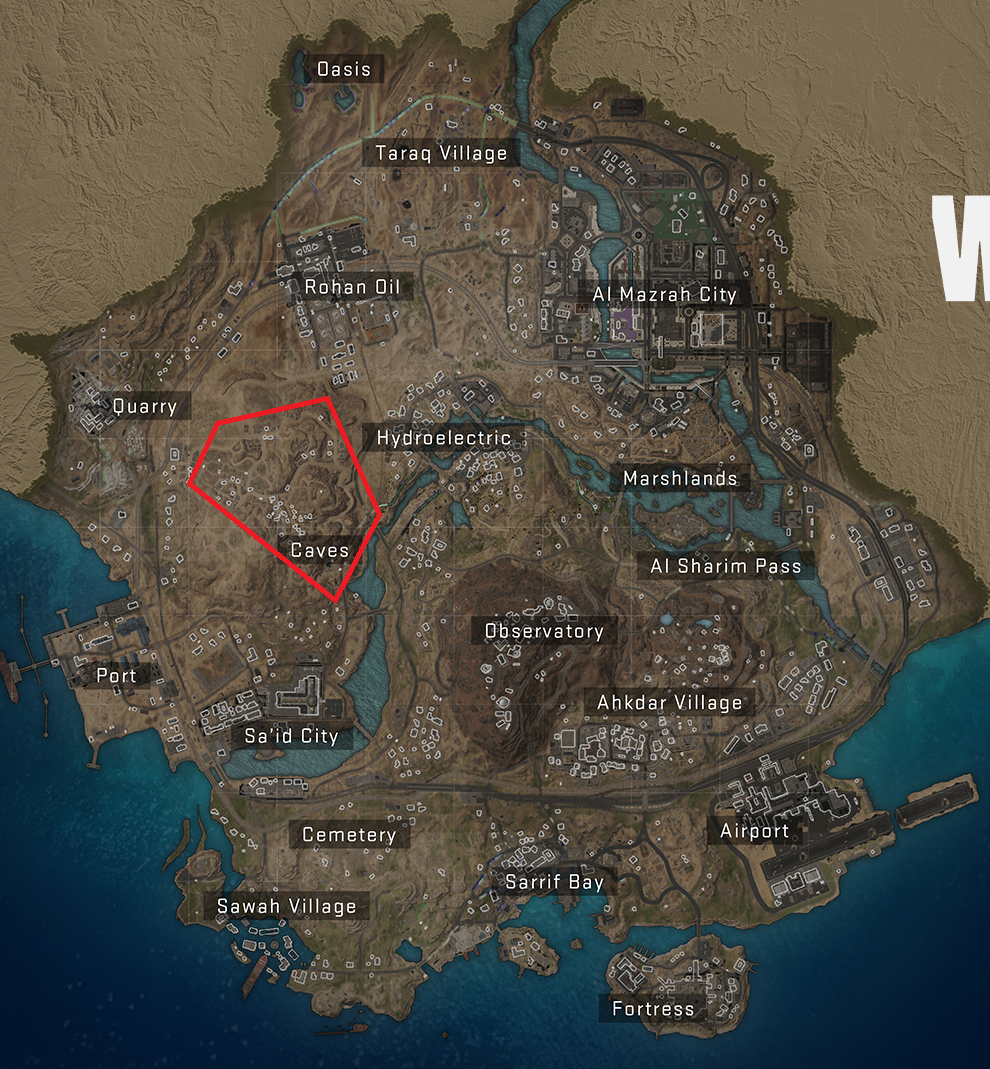 Oasis
Taraq Village
W
Rohan Oil
Al Mazrah City
Quarry
Hydroelectric
Marshlands
Caves
Al Sharim Pass
Observatory
Port
Ahkdar Village
Sa'id City
Airport
Cemetery
Sarrif Bay
Sawah Village
Fortress